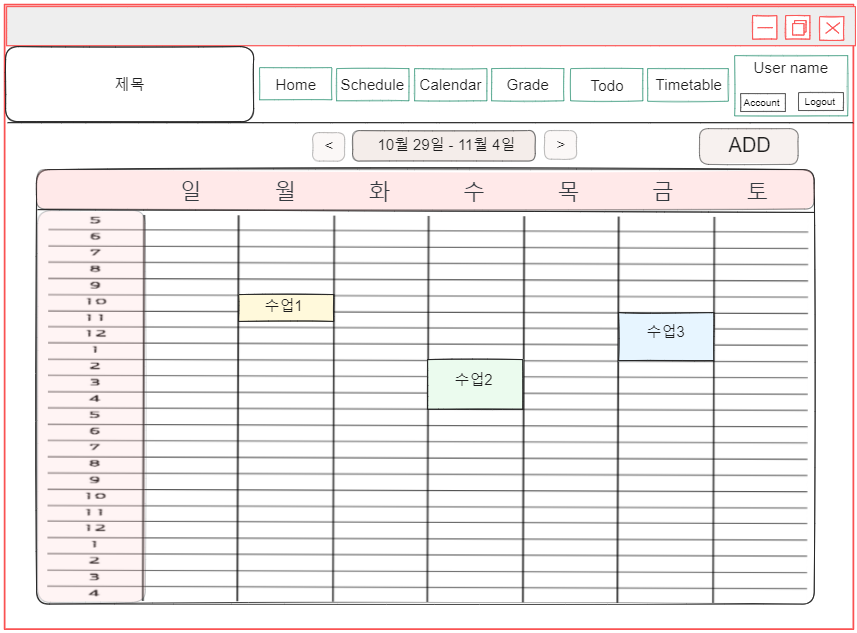 제목
Home
Schedule
Calendar
Grade
Todo
Timetable
User name
Account
Logout
<
10월 29일 - 11월 4일
>
ADD
일 월 화 수 목 금 토
5
6
7
8
9
10
11
12
1
2
3
4
5
6
7
8
9
10
11
12
1
2
3
4
수업1
수업2
수업3